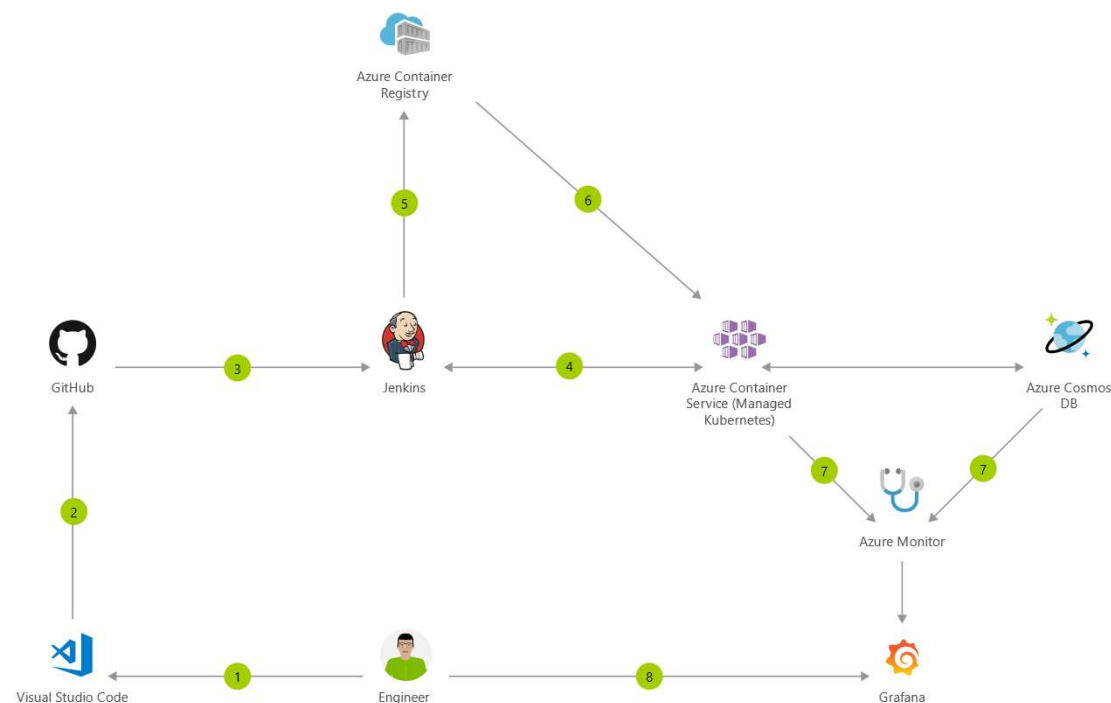 Azure Container
Registry
5
6
GitHub
3
Jenkins
4
Azure Container
Service (Managed
Kubernetes)
Azure Cosmos
DB
7
7
2
Azure Monitor
Visual Studio Code
1
Engineer
8
Grafana